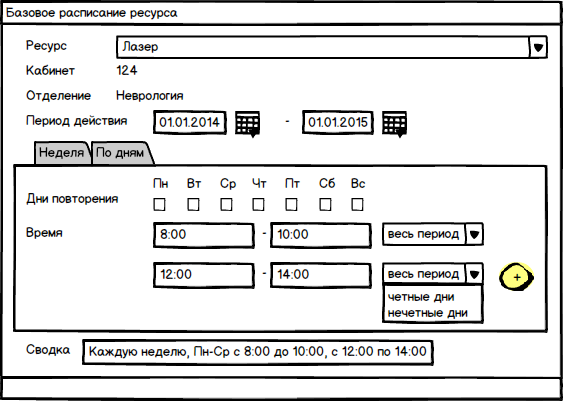 Базовое расписание ресурса
Ресурс Лазер
Кабинет 124
Отделение Неврология
Период действия 01.01.2014 - 01.01.2015
Неделя По дням
Пн Вт Ср Чт Пт Сб Вс
Дни повторения
Время 8:00 - 10:00 весь период
12:00 - 14:00 весь период +
четные дни
нечетные дни
Сводка Каждую неделю, Пн-Ср с 8:00 до 10:00, с 12:00 по 14:00